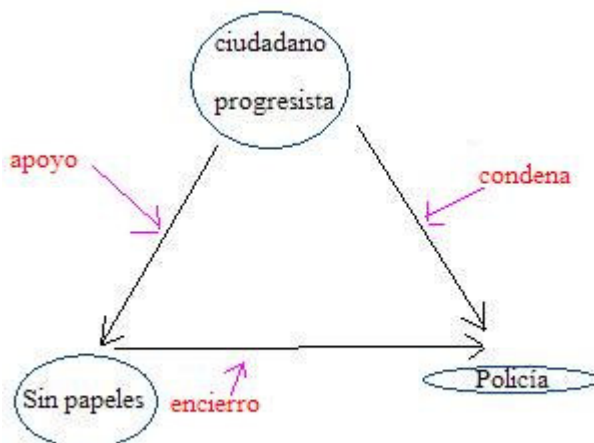 ciudadano
progresista
apoyo
condena
Sin papeles
encierro
Policía